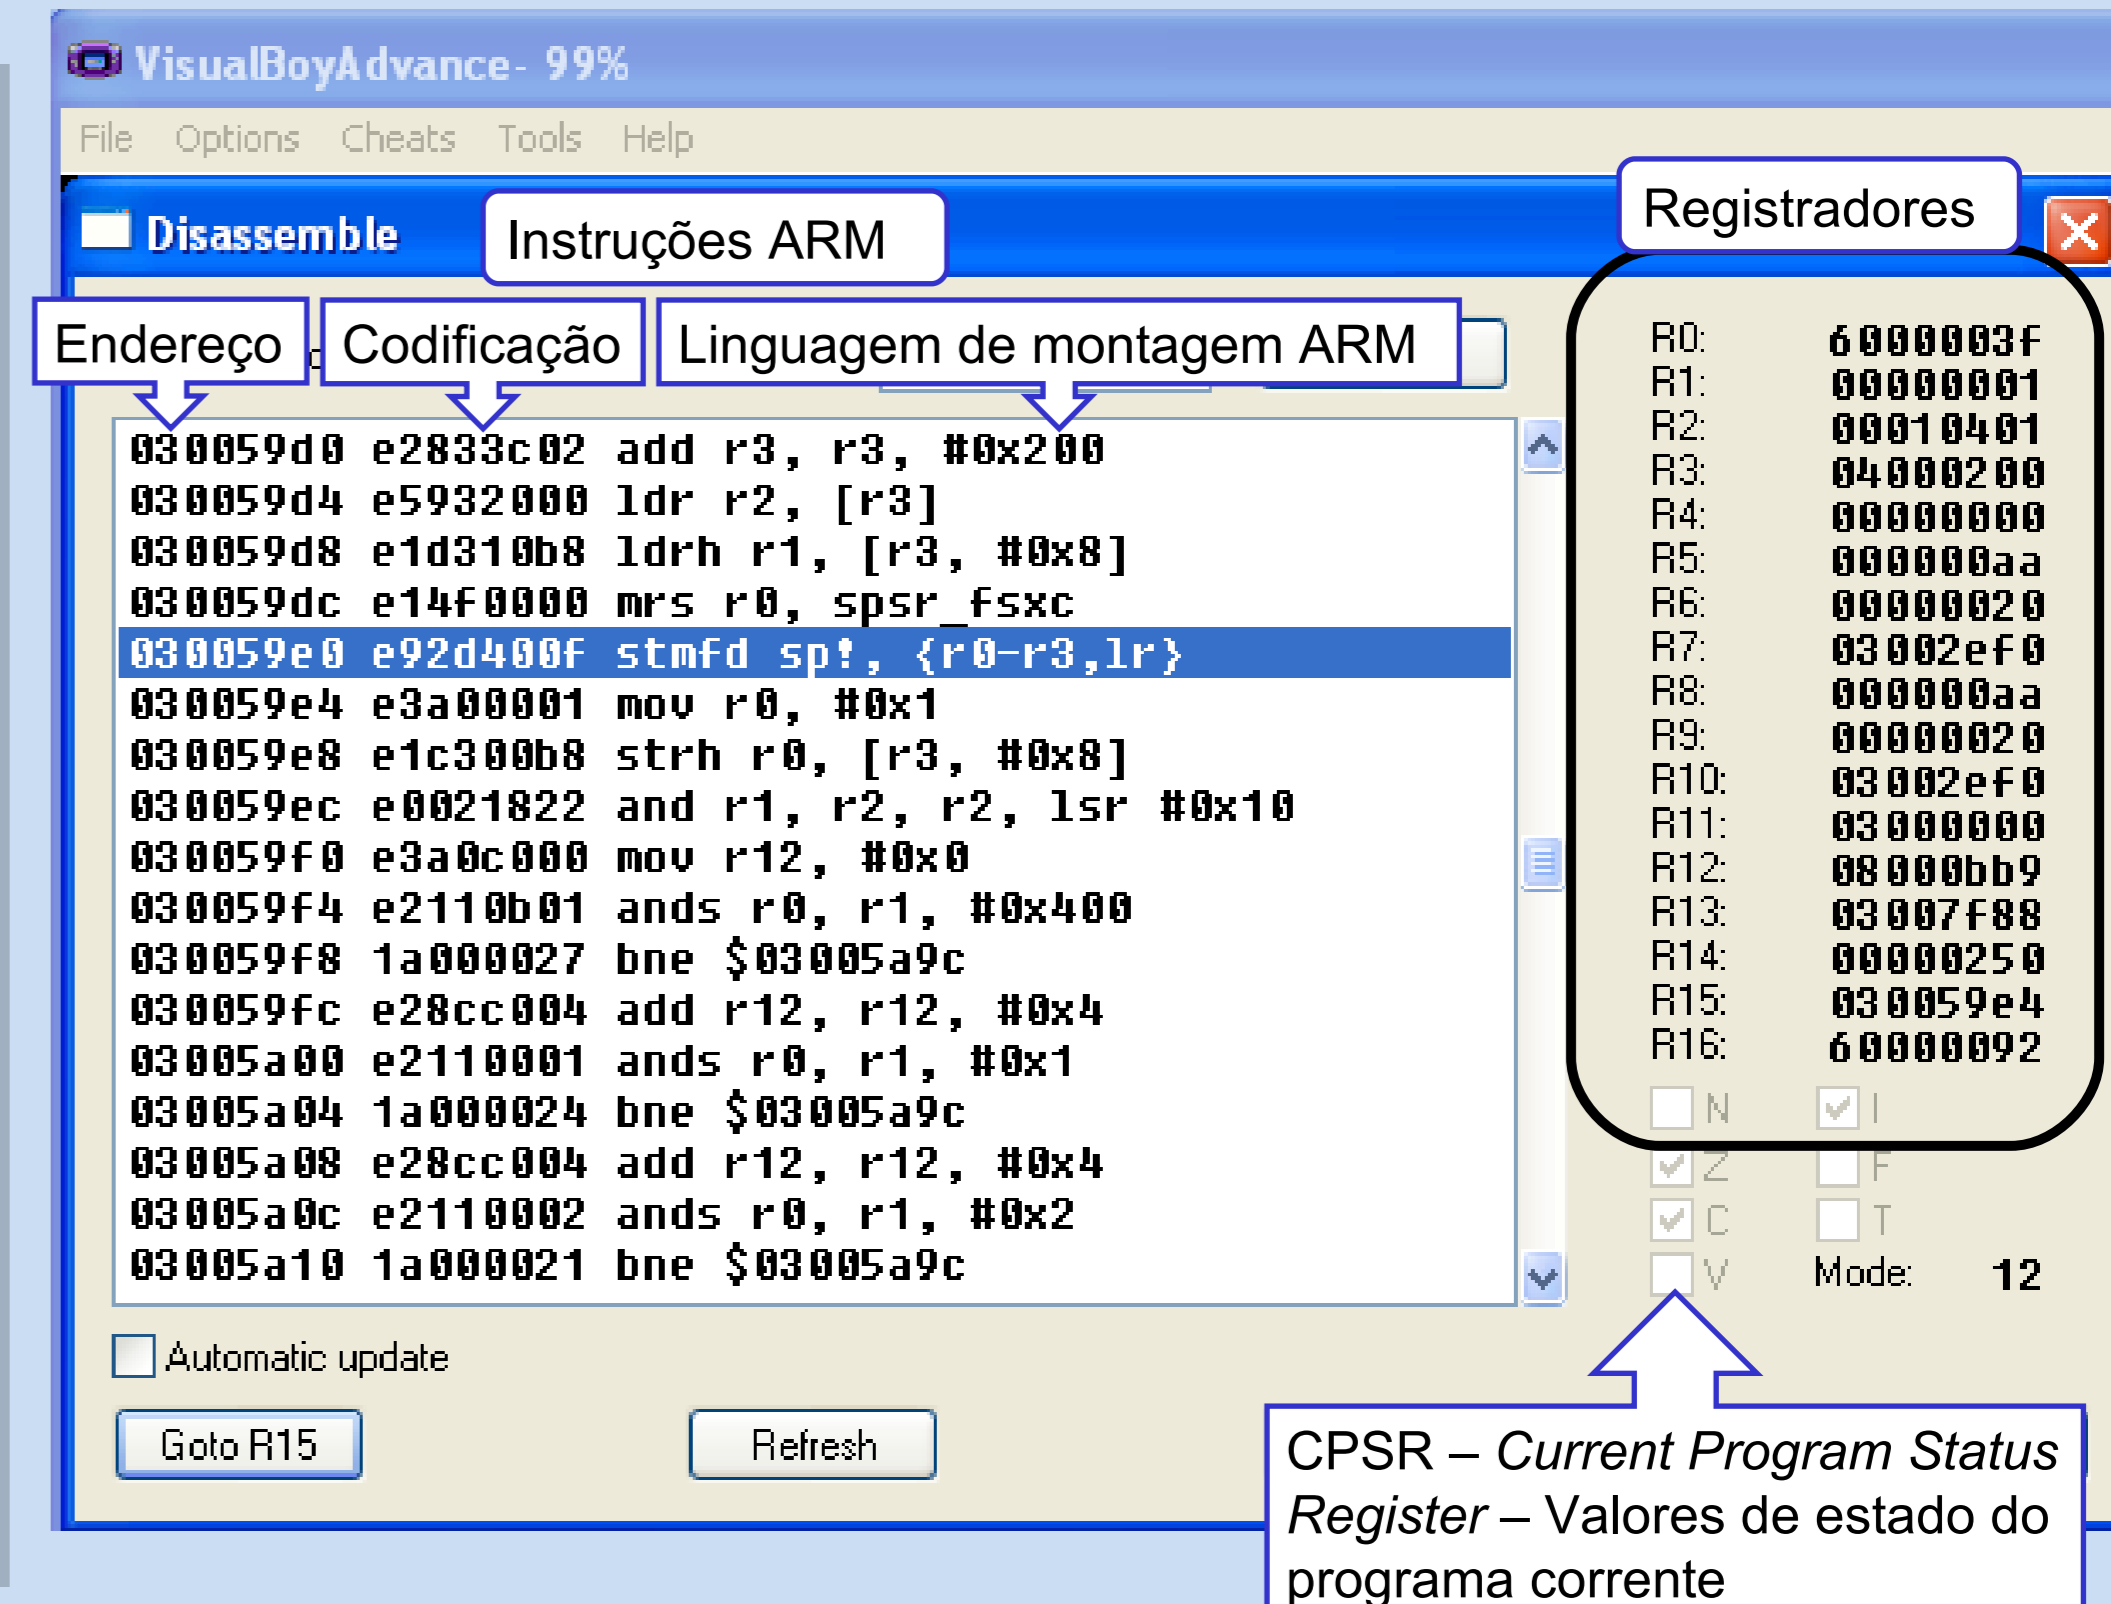 VisualBoyAdvance- 99%
File Options Cheats Tools Help
Registradores
Disassemble
Instruções ARM
Endereço Codificação Linguagem de montagem ARM
030059d0 e2833c02 add r3, r3, #0x200
030059d4 e5932000 ldr r2, [r3]
030059d8 e1d310b8 ldrh r1, [r3, #0x8]
030059dc e14f0000 mrs r0, spsr_fsxc
030059e0 e92d400f stmfd sp!, {r0-r3,lr}
030059e4 e3a00001 mov r0, #0x1
030059e8 e1c300b8 strh r0, [r3, #0x8]
030059ec e0021822 and r1, r2, r2, lsr #0x10
030059f0 e3a0c000 mov r12, #0x0
030059f4 e2110b01 ands r0, r1, #0x400
030059f8 1a000027 bne $03005a9c
030059fc e28cc004 add r12, r12, #0x4
03005a00 e2110001 ands r0, r1, #0x1
03005a04 1a000024 bne $03005a9c
03005a08 e28cc004 add r12, r12, #0x4
03005a0c e2110002 ands r0, r1, #0x2
03005a10 1a000021 bne $03005a9c
R0: 6000003f
R1: 00000001
R2: 00010401
R3: 04000200
R4: 00000000
R5: 000000aa
R6: 00000020
R7: 03002ef0
R8: 000000aa
R9: 00000020
R10: 03002ef0
R11: 03000000
R12: 08000bb9
R13: 03007f88
R14: 00000250
R15: 030059e4
R16: 60000092
N I
Z F
C T
V Mode: 12
Automatic update
Goto R15 Refresh
CPSR – Current Program Status
Register – Valores de estado do
programa corrente